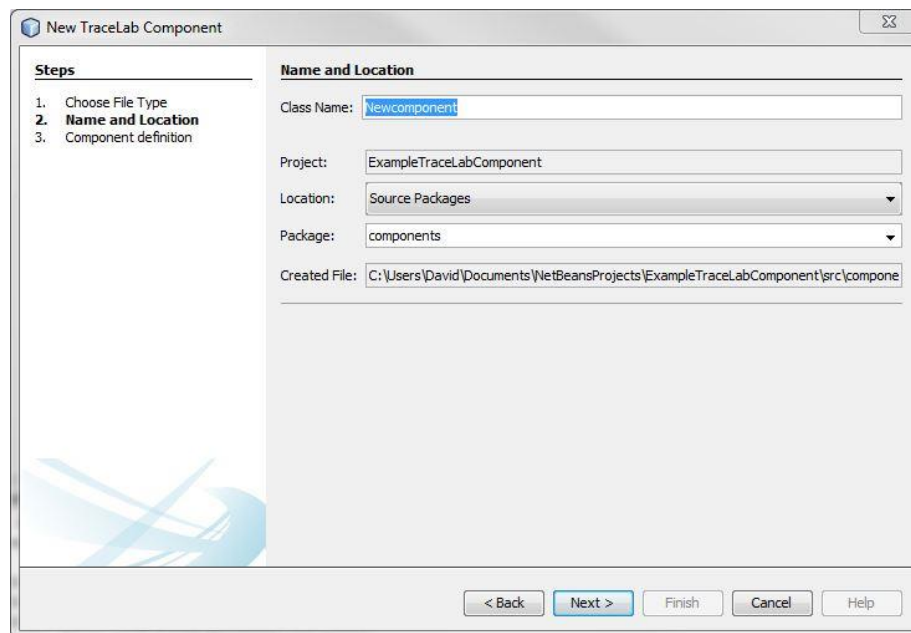 New TraceLab Component
Steps
1. Choose File Type
2. Name and Location
3. Component definition
Name and Location
Class Name: Newcomponent
Project: ExampleTraceLabComponent
Location: Source Packages
Package: components
Created File: C:\Users\David\Documents\NetBeansProjects\ExampleTraceLabComponent\src\compone
< Back Next > Finish Cancel Help